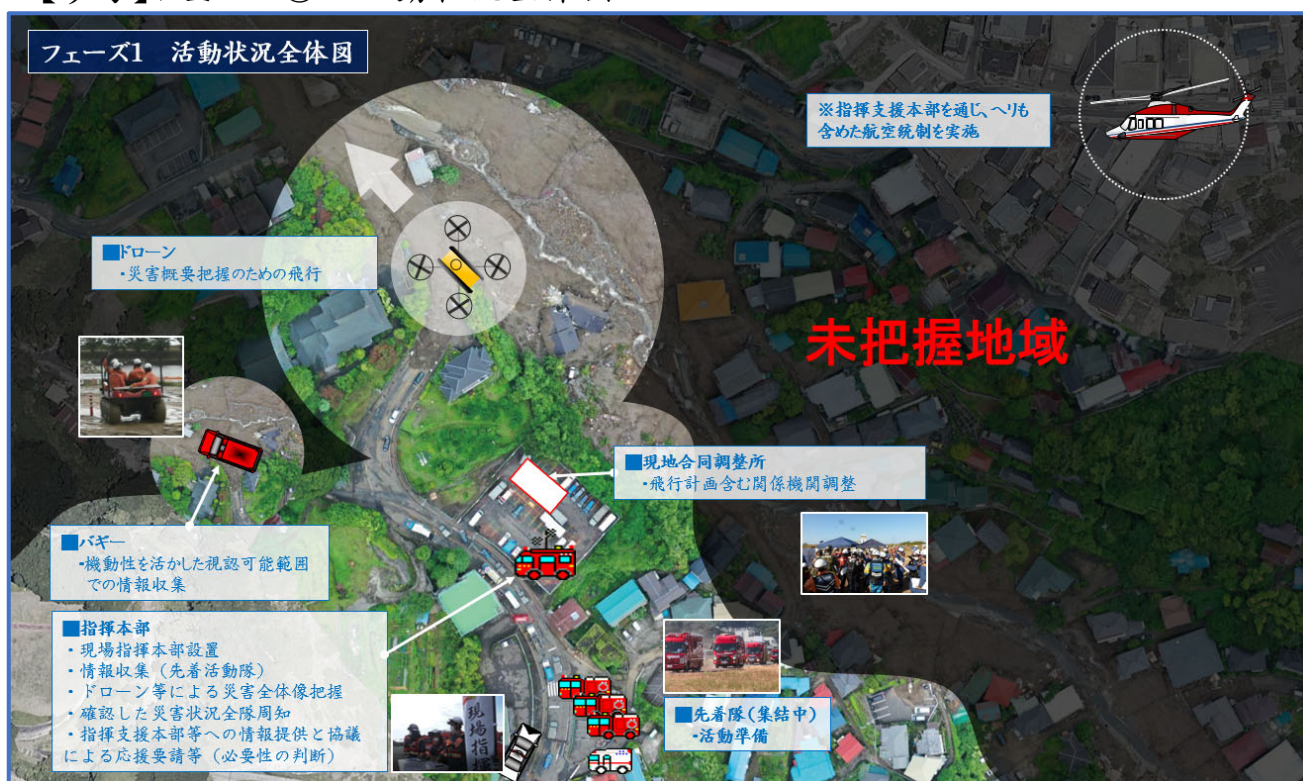 フェーズ1 活動状況全体図
※指揮支援本部を通じ、ヘリも
含めた航空統制を実施
■ドローン
・災害概要把握のための飛行
未把握地域
■現地合同調整所
・飛行計画含む関係機関調整
■バギー
・機動性を活かした視認可能範囲
での情報収集
■指揮本部
・現場指揮本部設置
・情報収集（先着活動隊）
・ドローン等による災害全体像把握
・確認した災害状況全隊周知
・指揮支援本部等への情報提供と協議
による応援要請等（必要性の判断）
現場指揮
■先着隊（集結中）
・活動準備